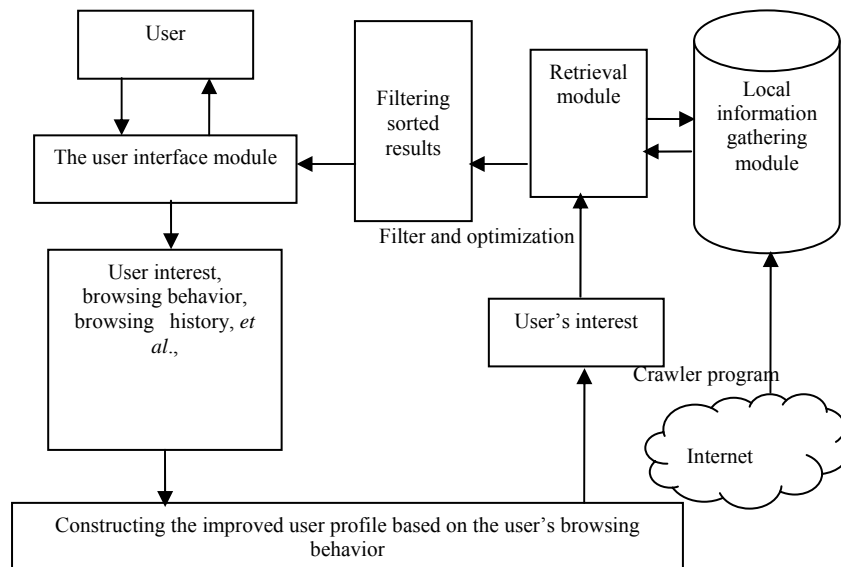 User
The user interface module
User interest,
browsing behavior,
browsing history, et
al.,
Filtering
sorted
results
Retrieval
module
Local
information
gathering
module
Filter and optimization
User’s interest
Crawler program
Internet
Constructing the improved user profile based on the user’s browsing
behavior